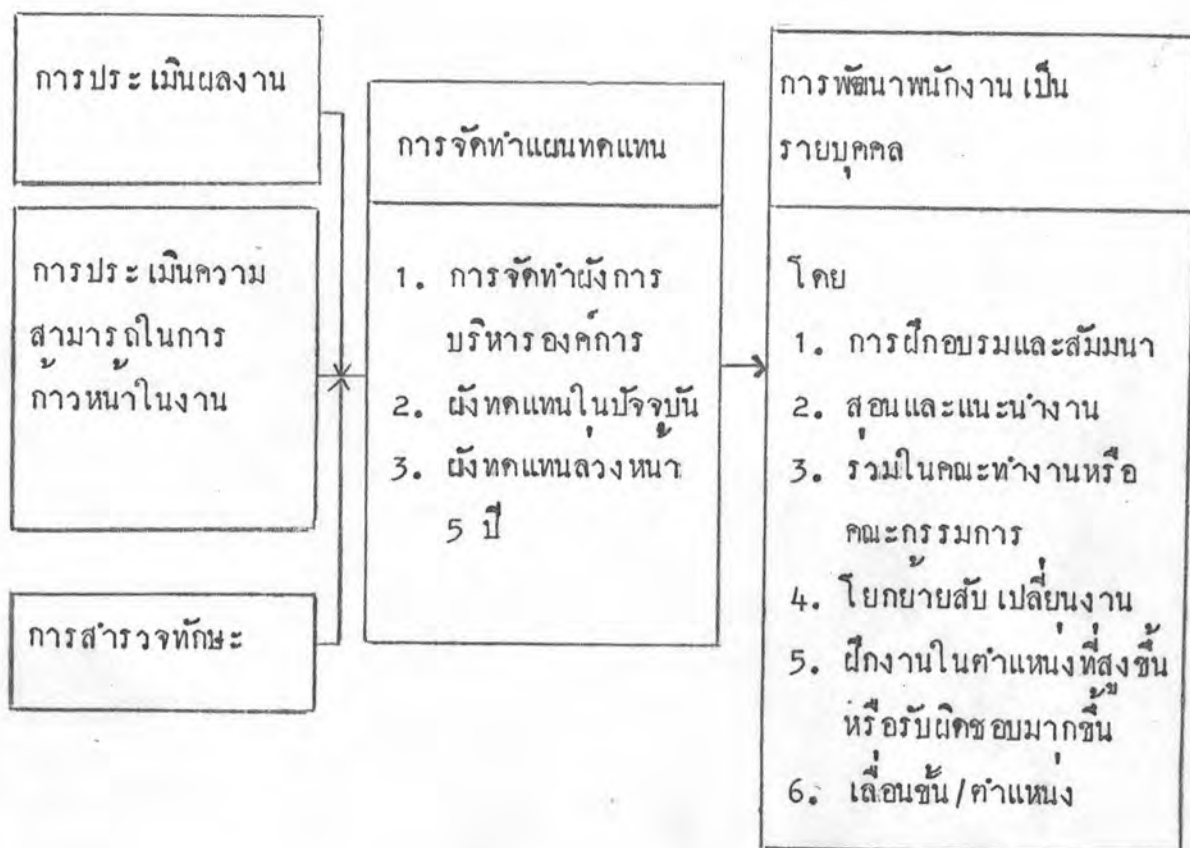 การประเมินผลงาน
การประเมินความ
สามารถในการ
ก้าวหน้าในงาน
การสำรวจทักษะ
การจัดทำแผนทดแทน
1. การจัดทำผังการ
บริหารองค์การ
2. ผังทดแทนในปัจจุบัน
3. ผังทดแทนล่วงหน้า
5 ปี
การพัฒนาพนักงานเป็น
รายบุคคล
โดย
1. การฝึกอบรมและสัมมนา
2. สอนและแนะนำงาน
3. ร่วมในคณะทำงานหรือ
คณะกรรมการ
4. โยกย้ายสับเปลี่ยนงาน
5. ฝึกงานในตำแหน่งที่สูงขึ้น
หรือรับผิดชอบมากขึ้น
6. เลื่อนขั้น/ตำแหน่ง